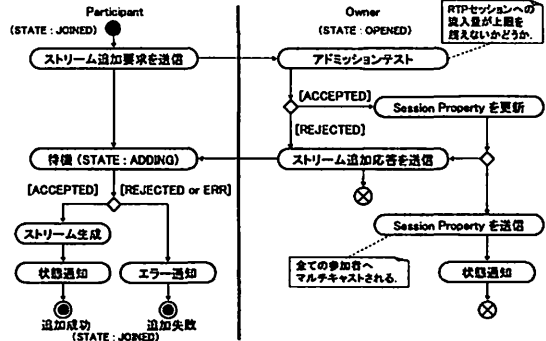 Participant
(STATE : JOINED)
ストリーム追加要求を送信
待機 (STATE : ADDING)
[ACCEPTED]
[REJECTED or ERR]
ストリーム生成
状態通知
エラー通知
追加成功
追加失敗
(STATE : JOINED)
Owner
(STATE : OPENED)
RTPセッションへの
流入量が上限を
超えないかどうか.
アドミッションテスト
[ACCEPTED]
Session Property を更新
[REJECTED]
ストリーム追加応答を送信
Session Property を送信
全ての参加者へ
マルチキャストされる.
状態通知